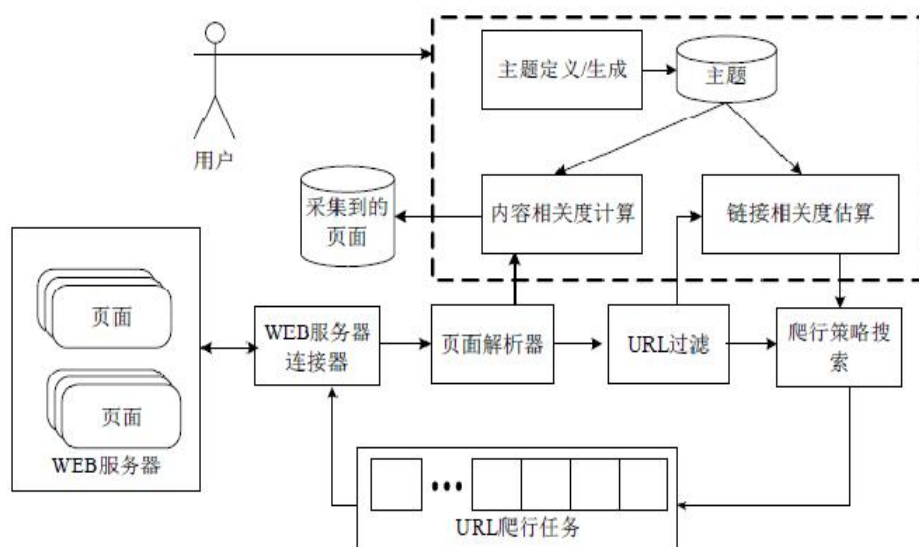 主题定义/生成
主题
用户
采集到的
页面
内容相关度计算
链接相关度估算
页面
WEB服务器
连接器
页面解析器
URL过滤
爬行策略搜
索
页面
WEB服务器
•••
URL爬行任务